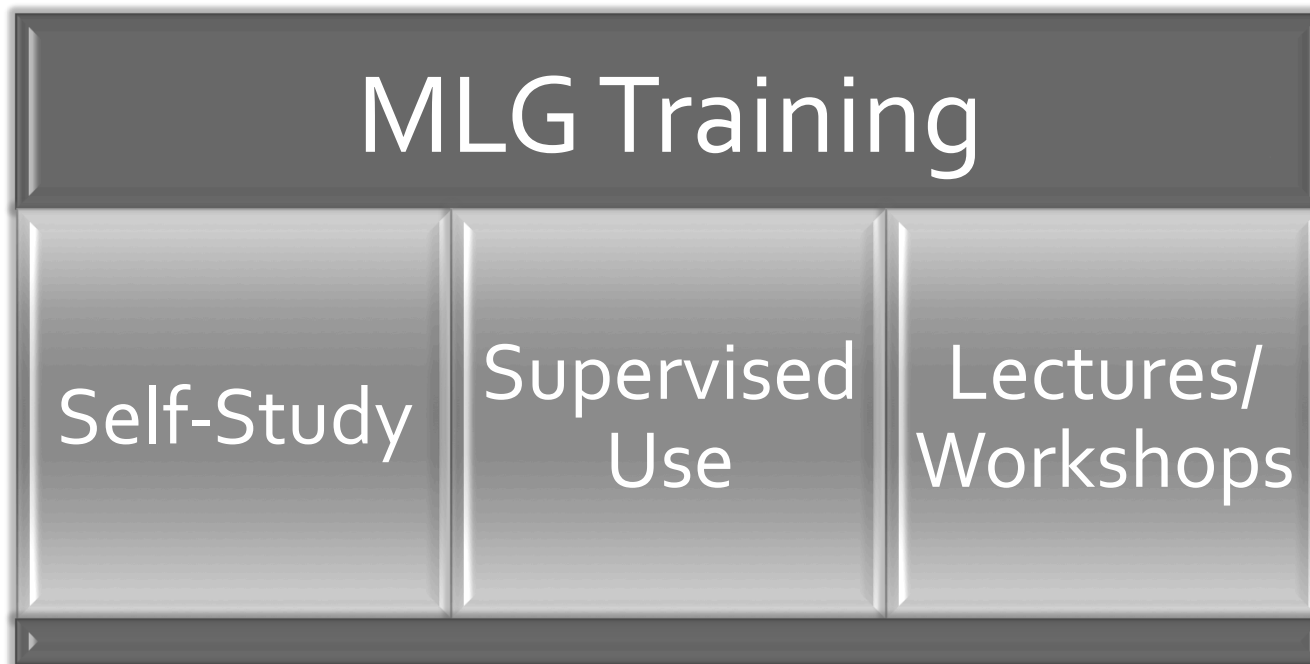 MLG Training
Self-Study
Supervised
Use
Lectures/
Workshops